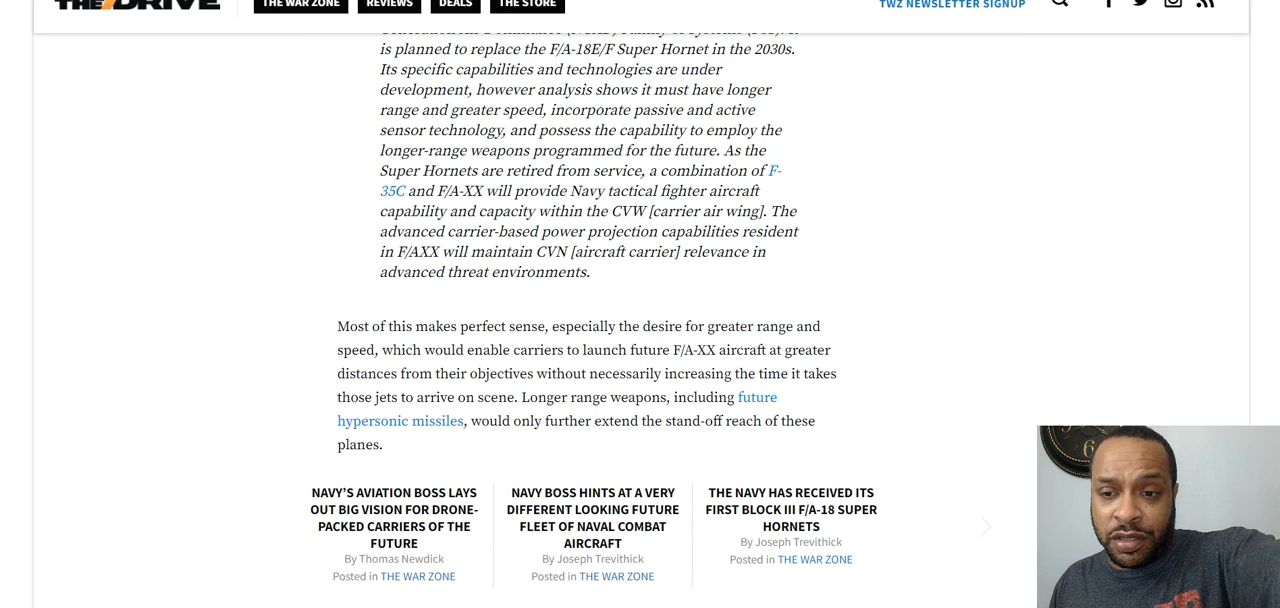 THE DRIVE
THE WAR ZONE
REVIEWS
DEALS
THE STORE
TWZ NEWSLETTER SIGNUP
is planned to replace the F/A-18E/F Super Hornet in the 2030s.
Its specific capabilities and technologies are under
development, however analysis shows it must have longer
range and greater speed, incorporate passive and active
sensor technology, and possess the capability to employ the
longer-range weapons programmed for the future. As the
Super Hornets are retired from service, a combination of F-
35C and F/A-XX will provide Navy tactical fighter aircraft
capability and capacity within the CVW [carrier air wing]. The
advanced carrier-based power projection capabilities resident
in F/AXX will maintain CVN [aircraft carrier] relevance in
advanced threat environments.
Most of this makes perfect sense, especially the desire for greater range and
speed, which would enable carriers to launch future F/A-XX aircraft at greater
distances from their objectives without necessarily increasing the time it takes
those jets to arrive on scene. Longer range weapons, including future
hypersonic missiles, would only further extend the stand-off reach of these
planes.
NAVY'S AVIATION BOSS LAYS
OUT BIG VISION FOR DRONE-
PACKED CARRIERS OF THE
FUTURE
By Thomas Newdick
Posted in THE WAR ZONE
NAVY BOSS HINTS AT A VERY
DIFFERENT LOOKING FUTURE
FLEET OF NAVAL COMBAT
AIRCRAFT
By Joseph Trevithick
Posted in THE WAR ZONE
THE NAVY HAS RECEIVED ITS
FIRST BLOCK III F/A-18 SUPER
HORNETS
By Joseph Trevithick
Posted in THE WAR ZONE
6